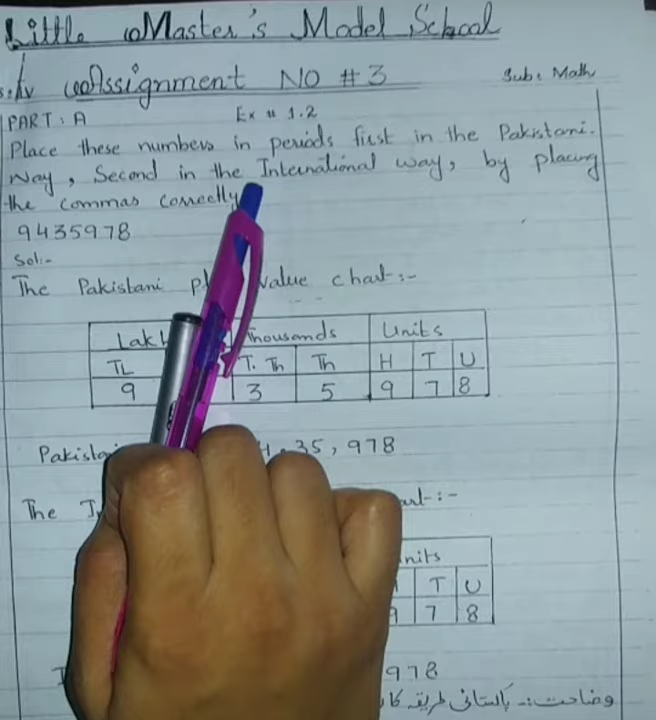 Little Master's Model School
Assignment NO # 3 Sub: Math
PART: A Ex # 1.2
Place these numbers in periods first in the Pakistani
way, Second in the International way, by placing
the commas correctly
9435978
Sol:-
The Pakistani value chart:-
Thousands Units
TL T.Th Th H T U
9 3 5 9 7 8
35,978
The
Units
T U
7 8
978
وضاحت:۔ پاکستانی طریقہ